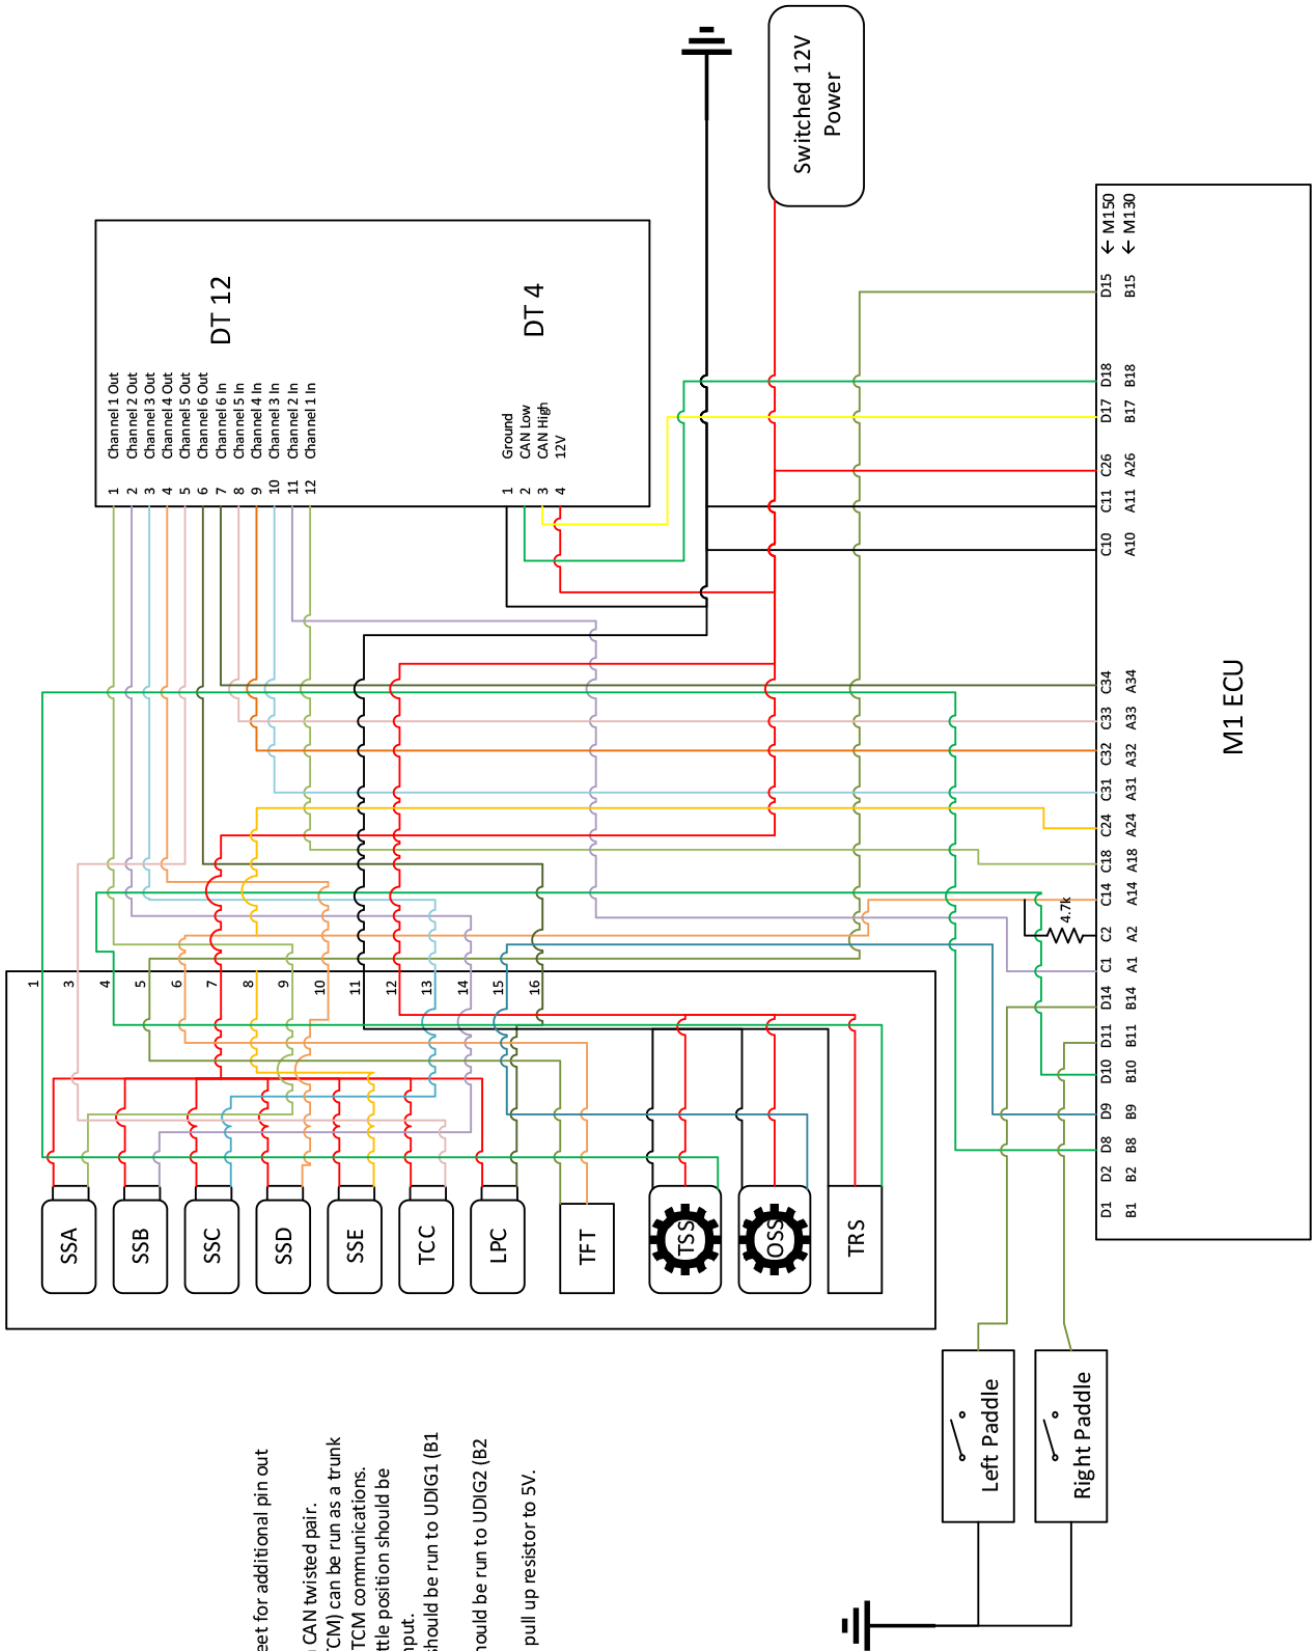 Switched 12V
Power
DT 12
1 Channel 1 Out
2 Channel 2 Out
3 Channel 3 Out
4 Channel 4 Out
5 Channel 5 Out
6 Channel 6 Out
7 Channel 6 In
8 Channel 5 In
9 Channel 4 In
10 Channel 3 In
11 Channel 2 In
12 Channel 1 In
DT 4
1 Ground
2 CAN Low
3 CAN High
4 12V
1
3
4
5
6
7
8
9
10
11
12
13
14
15
16
SSA
SSB
SSC
SSD
SSE
TCC
LPC
TFT
TSS
OSS
TRS
4.7k
D1 D2 D8 D9 D10 D11 D14 C1 C2 C14 C18 C24 C31 C32 C33 C34 C10 C11 C26 D17 D18 D15 ← M150
B1 B2 B8 B9 B10 B11 B14 A1 A2 A14 A18 A24 A31 A32 A33 A34 A10 A11 A26 B17 B18 B15 ← M130
M1 ECU
Left Paddle
Right Paddle
eet for additional pin out
CAN twisted pair.
TCM) can be run as a trunk
TCM communications.
ttle position should be
nput.
should be run to UDIG1 (B1
hould be run to UDIG2 (B2
pull up resistor to 5V.